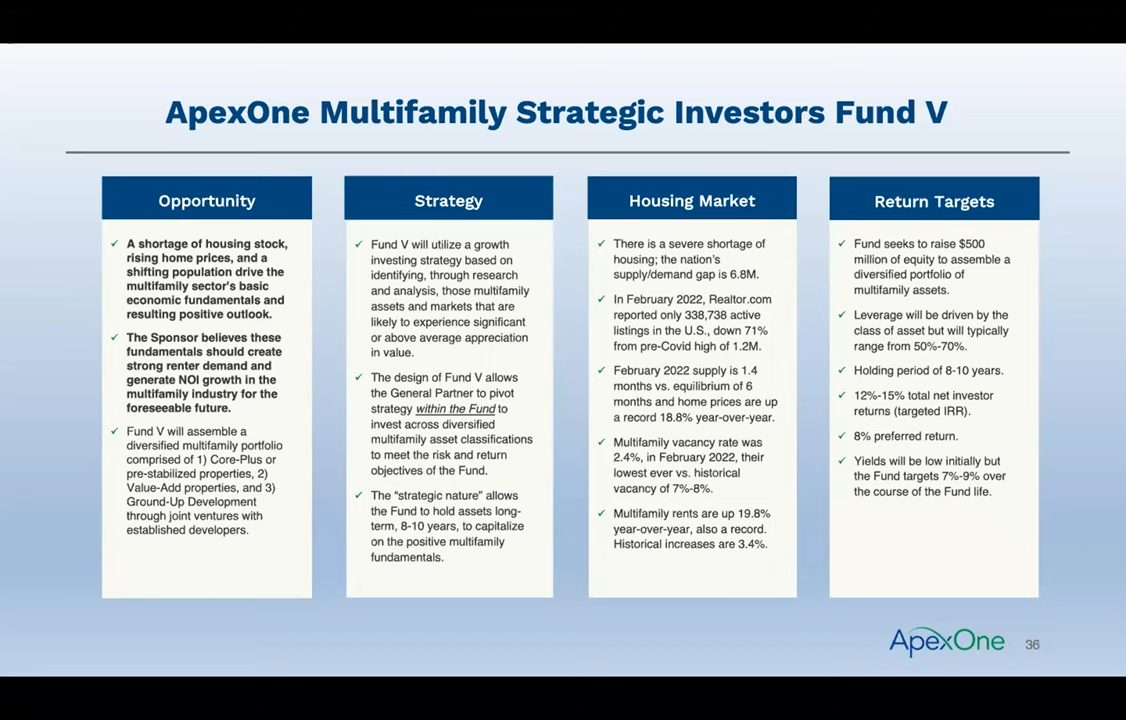 ApexOne Multifamily Strategic Investors Fund V
Opportunity
✓ A shortage of housing stock,
rising home prices, and a
shifting population drive the
multifamily sector's basic
economic fundamentals and
resulting positive outlook.
✓ The Sponsor believes these
fundamentals should create
strong renter demand and
generate NOI growth in the
multifamily industry for the
foreseeable future.
✓ Fund V will assemble a
diversified multifamily portfolio
comprised of 1) Core-Plus or
pre-stabilized properties, 2)
Value-Add properties, and 3)
Ground-Up Development
through joint ventures with
established developers.
Strategy
✓ Fund V will utilize a growth
investing strategy based on
identifying, through research
and analysis, those multifamily
assets and markets that are
likely to experience significant
or above average appreciation
in value.
✓ The design of Fund V allows
the General Partner to pivot
strategy within the Fund to
invest across diversified
multifamily asset classifications
to meet the risk and return
objectives of the Fund.
✓ The “strategic nature” allows
the Fund to hold assets long-
term, 8-10 years, to capitalize
on the positive multifamily
fundamentals.
Housing Market
✓ There is a severe shortage of
housing; the nation’s
supply/demand gap is 6.8M.
✓ In February 2022, Realtor.com
reported only 338,738 active
listings in the U.S., down 71%
from pre-Covid high of 1.2M.
✓ February 2022 supply is 1.4
months vs. equilibrium of 6
months and home prices are up
a record 18.8% year-over-year.
✓ Multifamily vacancy rate was
2.4%, in February 2022, their
lowest ever vs. historical
vacancy of 7%-8%.
✓ Multifamily rents are up 19.8%
year-over-year, also a record.
Historical increases are 3.4%.
Return Targets
✓ Fund seeks to raise $500
million of equity to assemble a
diversified portfolio of
multifamily assets.
✓ Leverage will be driven by the
class of asset but will typically
range from 50%-70%.
✓ Holding period of 8-10 years.
✓ 12%-15% total net investor
returns (targeted IRR).
✓ 8% preferred return.
✓ Yields will be low initially but
the Fund targets 7%-9% over
the course of the Fund life.
ApexOne
36